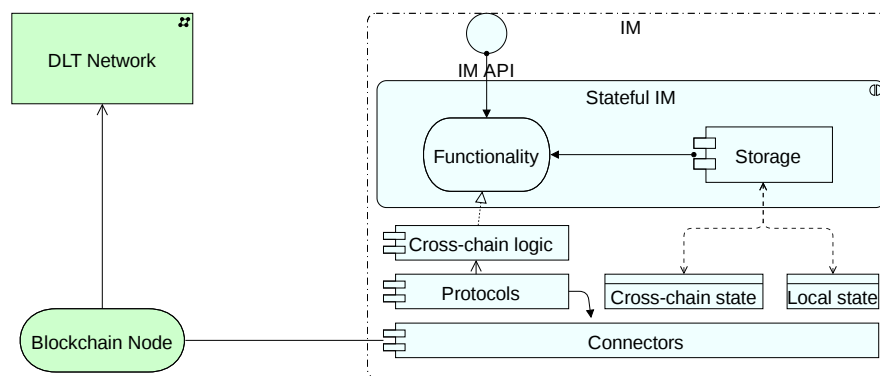 IM
DLT Network
IM API
Stateful IM
Functionality
Storage
Cross-chain logic
Protocols
Cross-chain state
Local state
Blockchain Node
Connectors